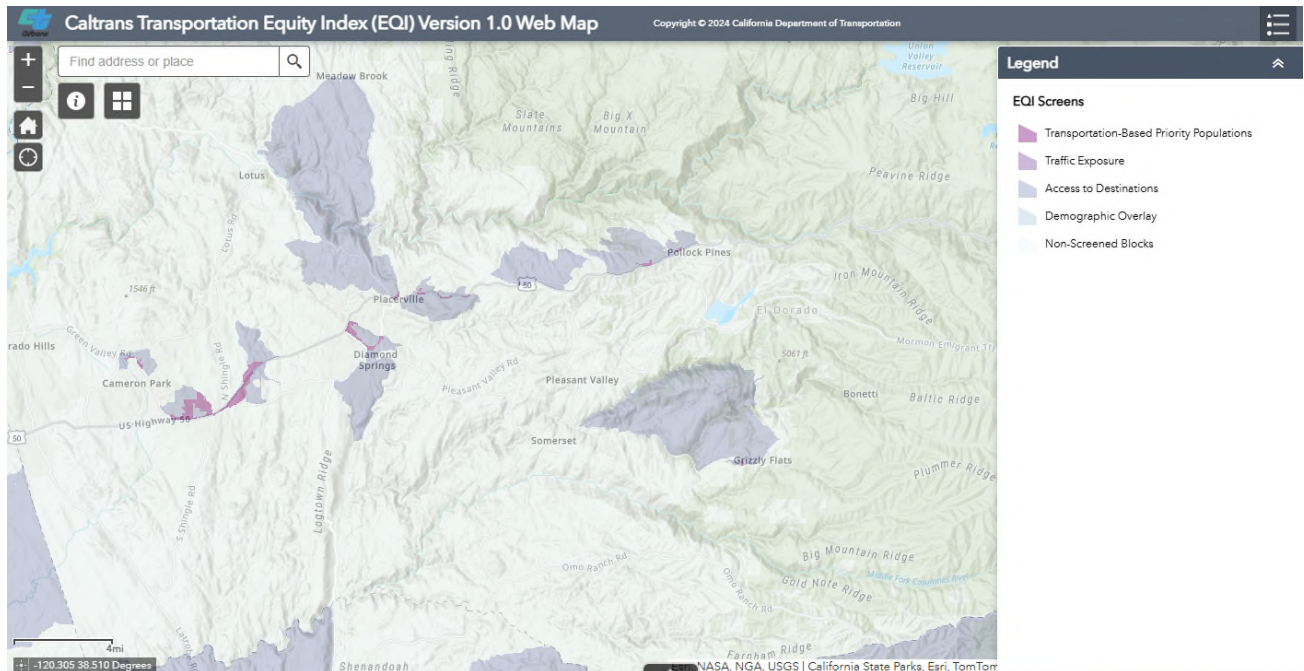 Caltrans Transportation Equity Index (EQI) Version 1.0 Web Map
Copyright © 2024 California Department of Transportation
+
Find address or place
−
Legend
EQI Screens
Transportation-Based Priority Populations
Traffic Exposure
Access to Destinations
Demographic Overlay
Non-Screened Blocks
Union
Valley
Reservoir
Meadow Brook
Big Hill
Slate
Mountains
Big X
Mountain
Peavine Ridge
Lotus
Lotus Rd
Pollock Pines
Iron Mountain
Ridge
50
1546 ft
Placerville
El Dorado
Mormon Emigrant
rado Hills
Green Valley Rd
N Shingle Rd
Diamond
Springs
5061 ft
Cameron Park
Pleasant Valley Rd
Pleasant Valley
Bonetti
Baltic Ridge
US Highway 50
50
Somerset
Grizzly Flats
Plummer Ridge
Logtown Ridge
S Shingle Rd
Omo Ranch Rd
Big Mountain Ridge
Gold Note Ridge
Omo Ranch Rd
4mi
-120.305 38.510 Degrees
Shenandoah
Farnham Ridge
NASA, NGA, USGS | California State Parks, Esri, TomTom